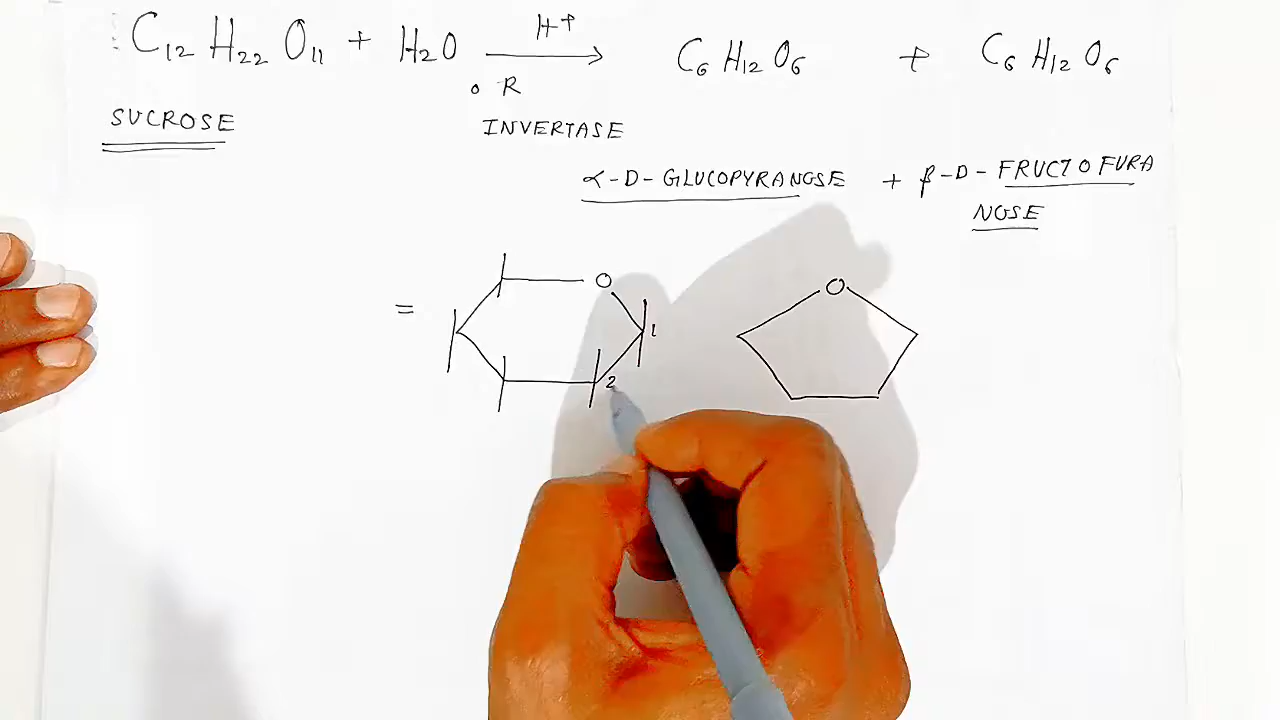 C12 H22 O11 + H2O H+ C6 H12 O6 + C6 H12 O6
OR
SUCROSE INVERTASE
α-D-GLUCOPYRANOSE + β-D-FRUCTOFURA
NOSE
= O O
1
2